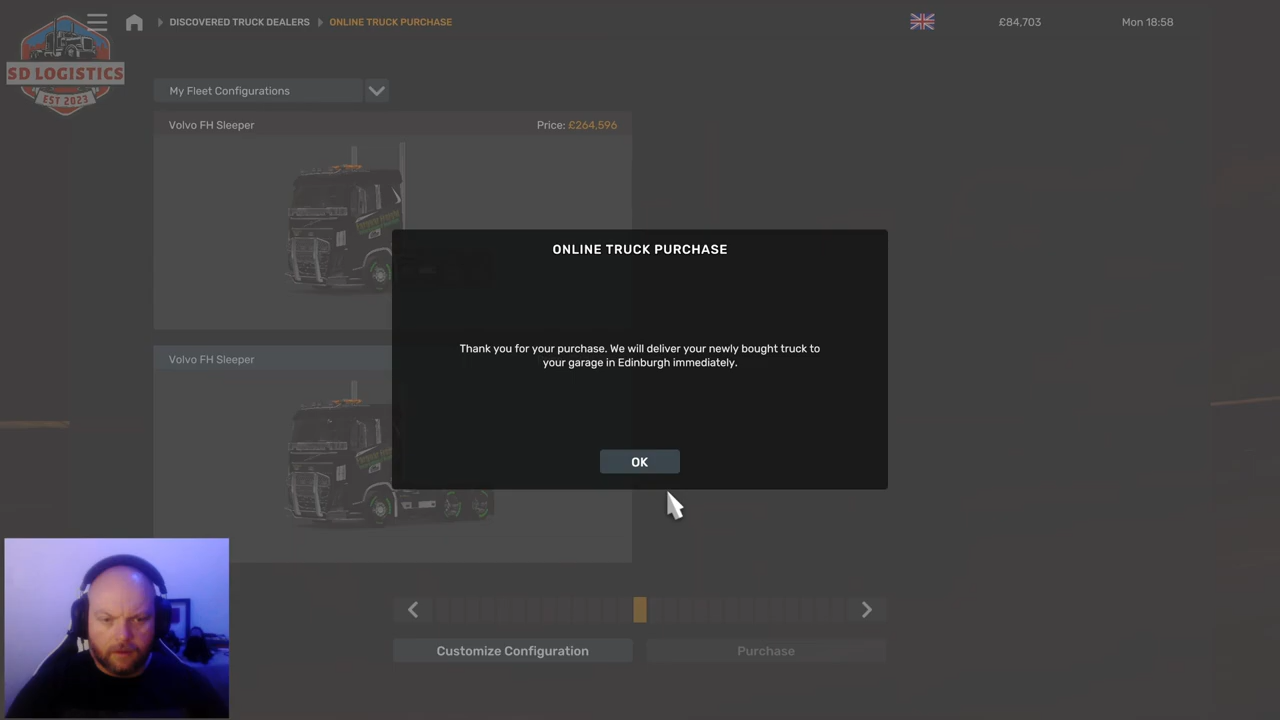 DISCOVERED TRUCK DEALERS
ONLINE TRUCK PURCHASE
£84,703
Mon 18:58
SD LOGISTICS
EST 2023
My Fleet Configurations
Volvo FH Sleeper
Price: £264,596
ONLINE TRUCK PURCHASE
Thank you for your purchase. We will deliver your newly bought truck to
your garage in Edinburgh immediately.
Volvo FH Sleeper
OK
Customize Configuration
Purchase